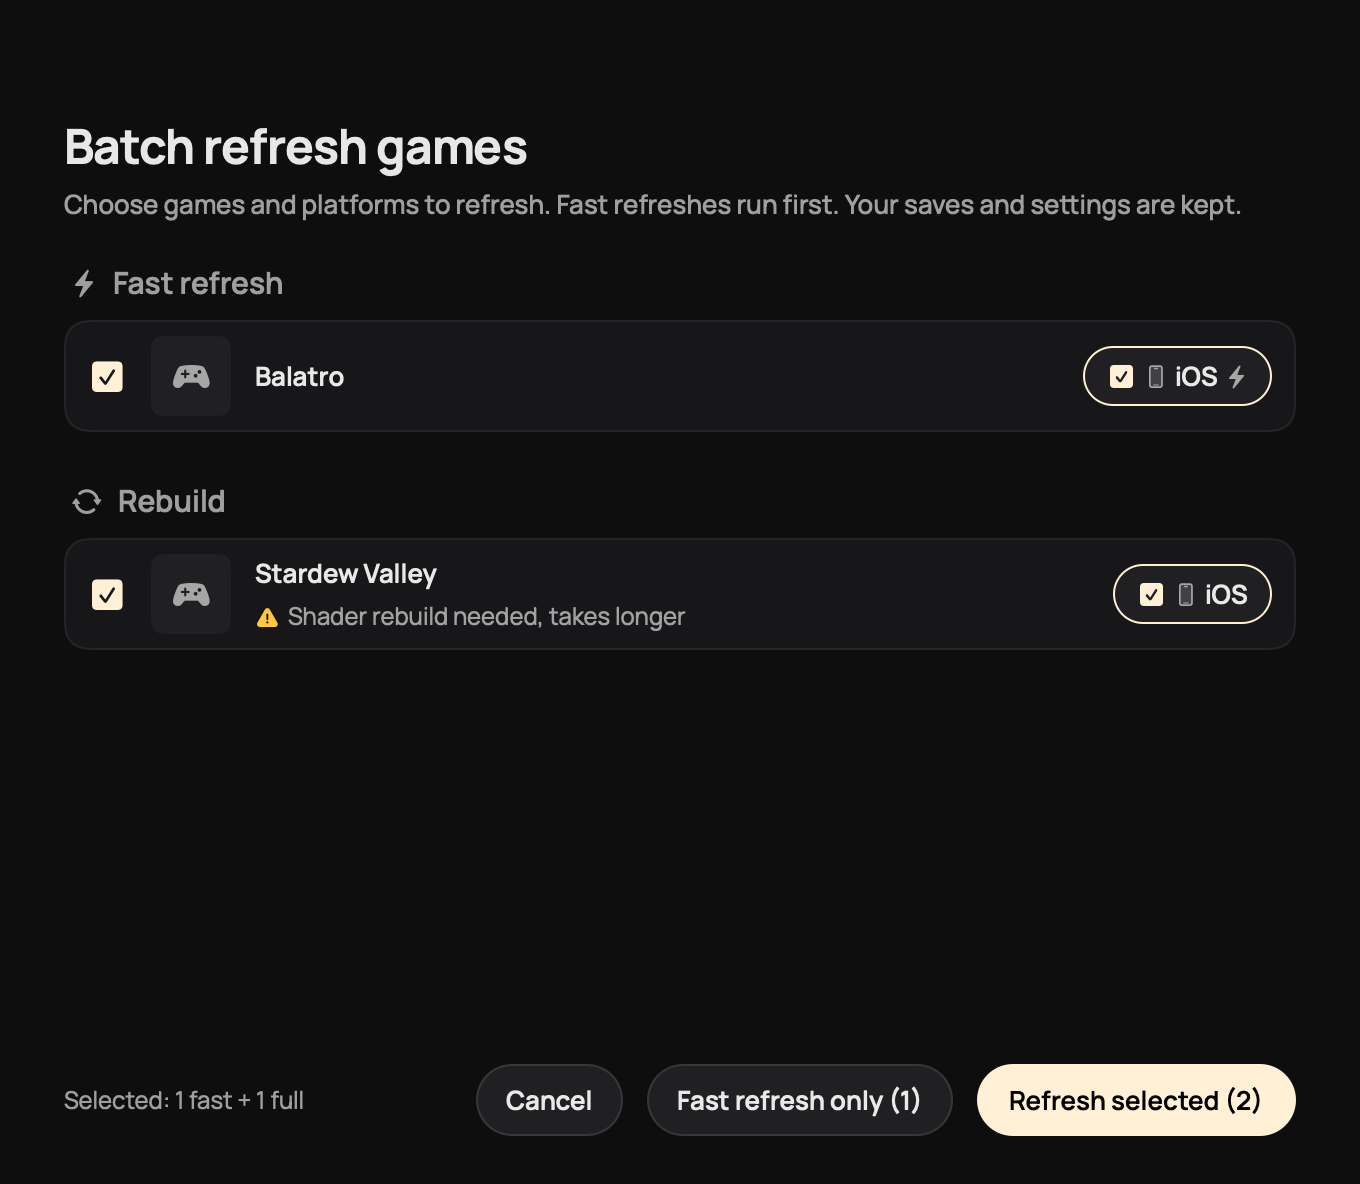 Batch refresh games
Choose games and platforms to refresh. Fast refreshes run first. Your saves and settings are kept.
Fast refresh
Balatro
iOS
Rebuild
Stardew Valley
Shader rebuild needed, takes longer
iOS
Selected: 1 fast + 1 full
Cancel
Fast refresh only (1)
Refresh selected (2)